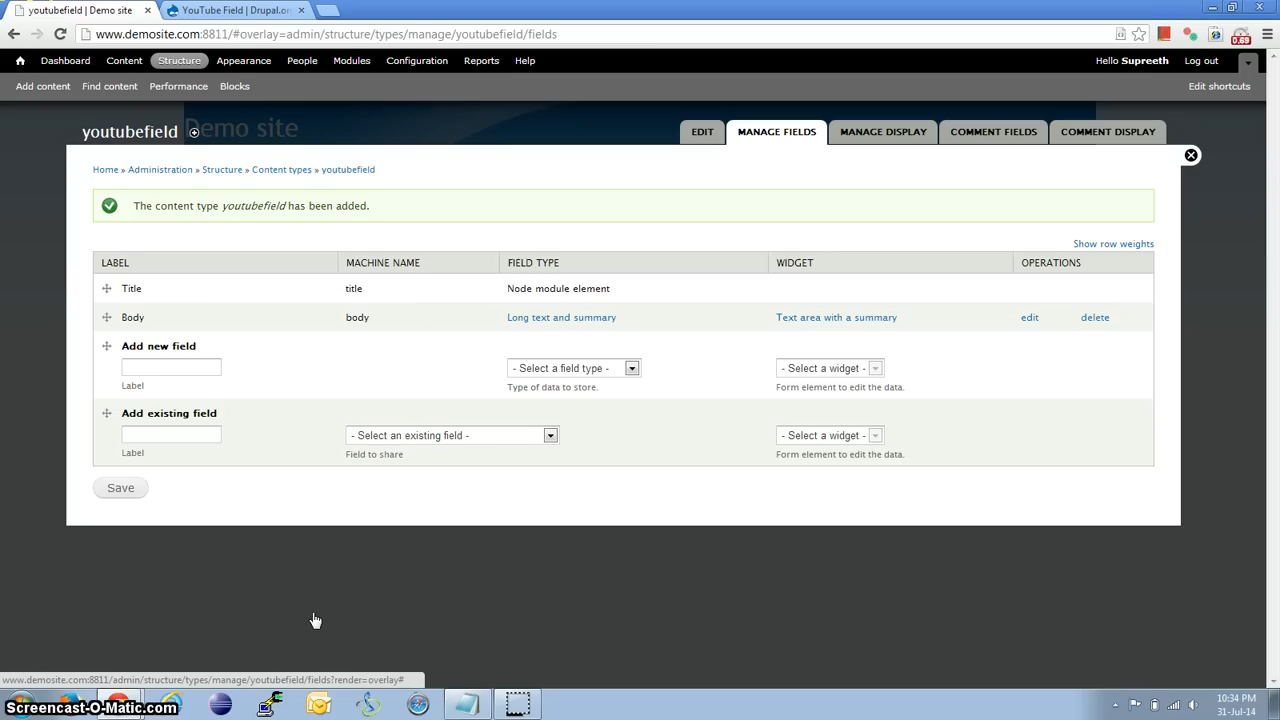 youtubefield | Demo site
YouTube Field | Drupal.or
www.demosite.com:8811/#overlay=admin/structure/types/manage/youtubefield/fields
0.69
Dashboard Content Structure Appearance People Modules Configuration Reports Help Hello Supreeth Log out
Add content Find content Performance Blocks Edit shortcuts
Demo site
youtubefield
EDIT MANAGE FIELDS MANAGE DISPLAY COMMENT FIELDS COMMENT DISPLAY
Home » Administration » Structure » Content types » youtubefield
The content type youtubefield has been added.
Show row weights
LABEL MACHINE NAME FIELD TYPE WIDGET OPERATIONS
Title title Node module element
Body body Long text and summary Text area with a summary edit delete
Add new field
- Select a field type - - Select a widget -
Label Type of data to store. Form element to edit the data.
Add existing field
- Select an existing field - - Select a widget -
Label Field to share Form element to edit the data.
Save
www.demosite.com:8811/admin/structure/types/manage/youtubefield/fields?render=overlay#
Screencast-O-Matic.com
10:34 PM
31-Jul-14